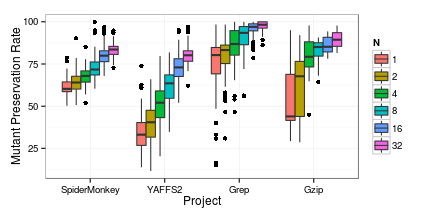 Mutant Preservation Rate
100
75
50
25
SpiderMonkey YAFFS2 Grep Gzip
Project
N
1
2
4
8
16
32